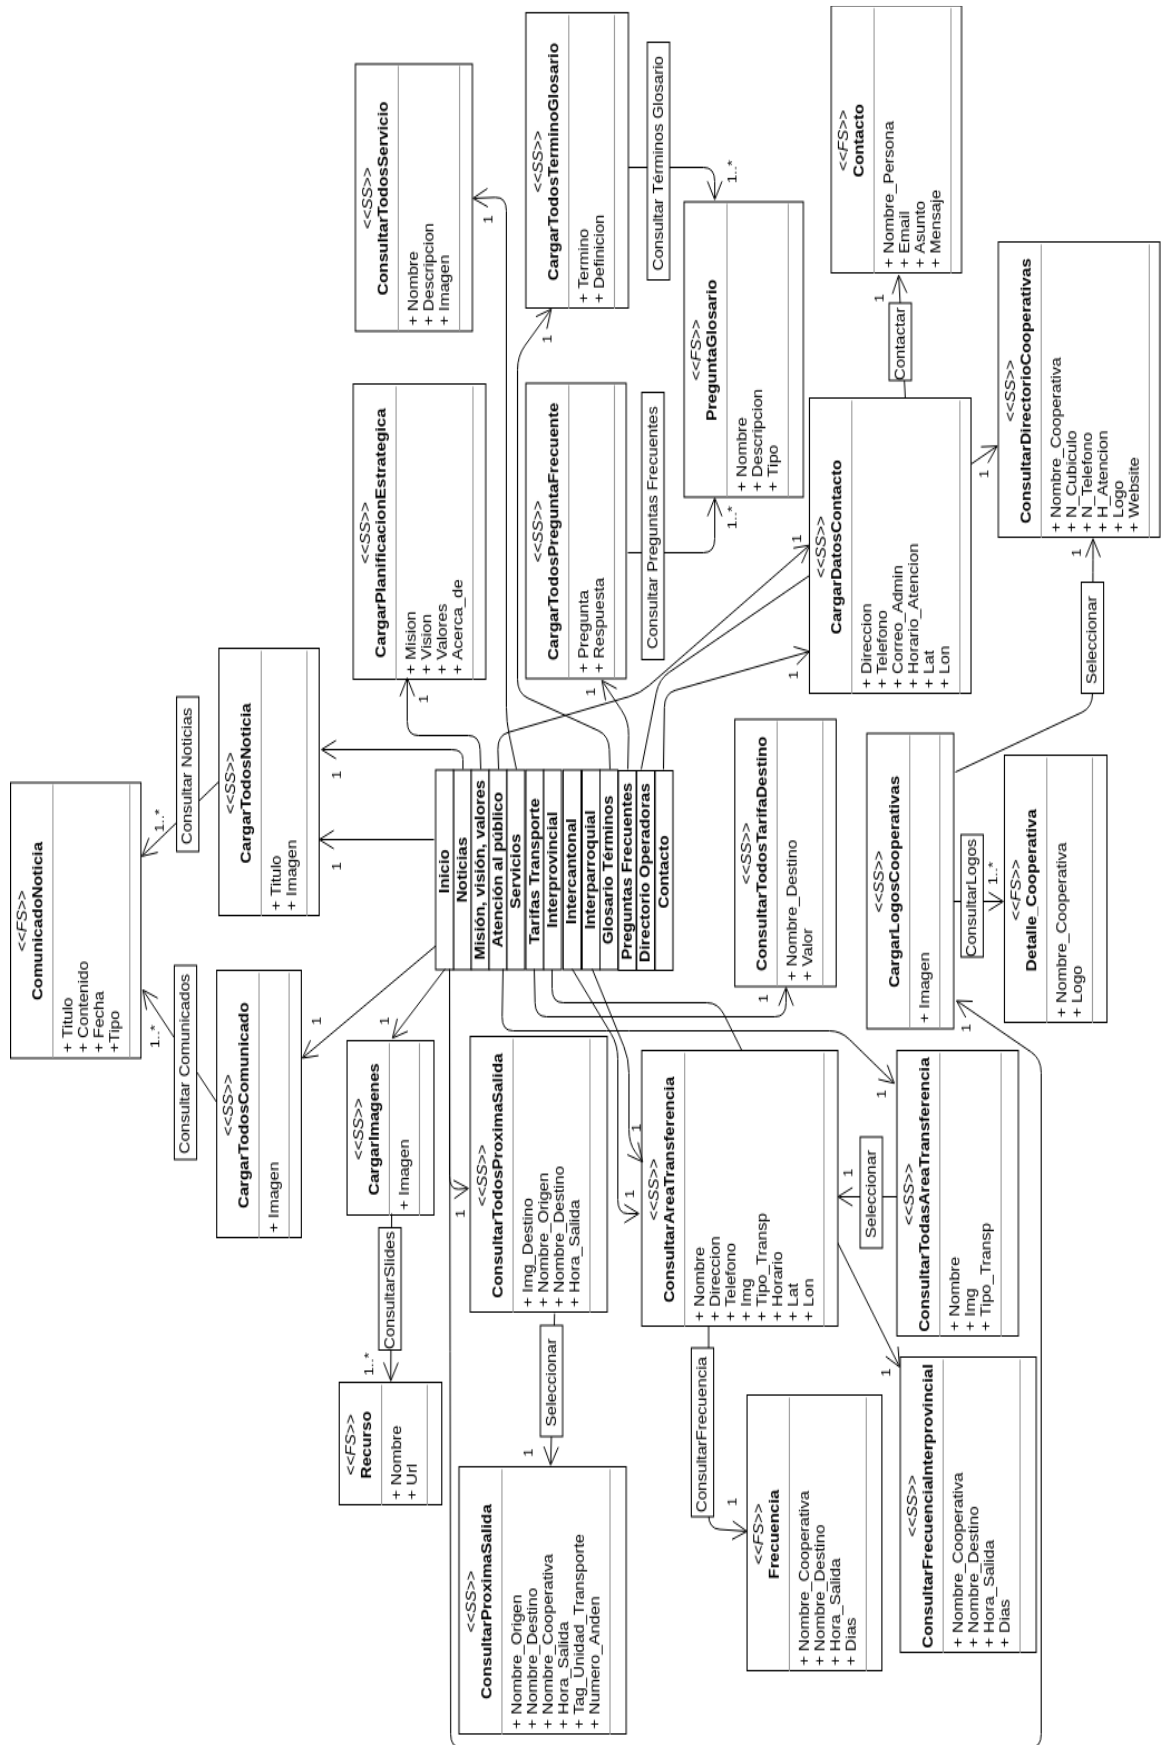 <<FS>>
ComunicadoNoticia
+ Titulo
+ Contenido
+ Fecha
+Tipo
1..*
1..*
Consultar Comunicados
Consultar Noticias
<<SS>>
CargarTodosComunicado
+ Imagen
1
<<SS>>
CargarTodosNoticia
+ Titulo
+ Imagen
1
1
<<FS>>
Recurso
+ Nombre
+ Url
1..*
ConsultarSlides
<<SS>>
CargarImagenes
+ Imagen
1
<<SS>>
CargarPlanificacionEstrategica
+ Mision
+ Vision
+ Valores
+ Acerca_de
1
<<SS>>
ConsultarTodosServicio
+ Nombre
+ Descripcion
+ Imagen
1
Inicio
Noticias
Misión, visión, valores
Atención al público
Servicios
Tarifas Transporte
Interprovincial
Intercantonal
Interparroquial
Glosario Términos
Preguntas Frecuentes
Directorio Operadoras
Contacto
<<SS>>
ConsultarProximaSalida
+ Nombre_Origen
+ Nombre_Destino
+ Nombre_Cooperativa
+ Hora_Salida
+ Tag_Unidad_Transporte
+ Numero_Anden
1
Seleccionar
<<SS>>
ConsultarTodosProximaSalida
+ Img_Destino
+ Nombre_Origen
+ Nombre_Destino
+ Hora_Salida
1
<<SS>>
CargarTodosPreguntaFrecuente
+ Pregunta
+ Respuesta
1
<<SS>>
CargarTodosTerminoGlosario
+ Termino
+ Definicion
1
Consultar Preguntas Frecuentes
Consultar Términos Glosario
1..*
1..*
<<FS>>
PreguntaGlosario
+ Nombre
+ Descripcion
+ Tipo
<<SS>>
ConsultarAreaTransferencia
+ Nombre
+ Direccion
+ Telefono
+ Img
+ Tipo_Transp
+ Horario
+ Lat
+ Lon
1
1
ConsultarFrecuencia
1
<<FS>>
Frecuencia
+ Nombre_Cooperativa
+ Nombre_Destino
+ Hora_Salida
+ Dias
<<SS>>
ConsultarTodosTarifaDestino
+ Nombre_Destino
+ Valor
1
<<SS>>
CargarDatosContacto
+ Direccion
+ Telefono
+ Correo_Admin
+ Horario_Atencion
+ Lat
+ Lon
1
1
Contactar
1
<<FS>>
Contacto
+ Nombre_Persona
+ Email
+ Asunto
+ Mensaje
1
Seleccionar
1
<<SS>>
ConsultarFrecuenciaInterprovincial
+ Nombre_Cooperativa
+ Nombre_Destino
+ Hora_Salida
+ Dias
1
<<SS>>
ConsultarTodasAreaTransferencia
+ Nombre
+ Img
+ Tipo_Transp
<<SS>>
CargarLogosCooperativas
+ Imagen
1
ConsultarLogos
1..*
<<FS>>
Detalle_Cooperativa
+ Nombre_Cooperativa
+ Logo
Seleccionar
1
1
<<SS>>
ConsultarDirectorioCooperativas
+ Nombre_Cooperativa
+ N_Cubiculo
+ N_Telefono
+ H_Atencion
+ Logo
+ Website